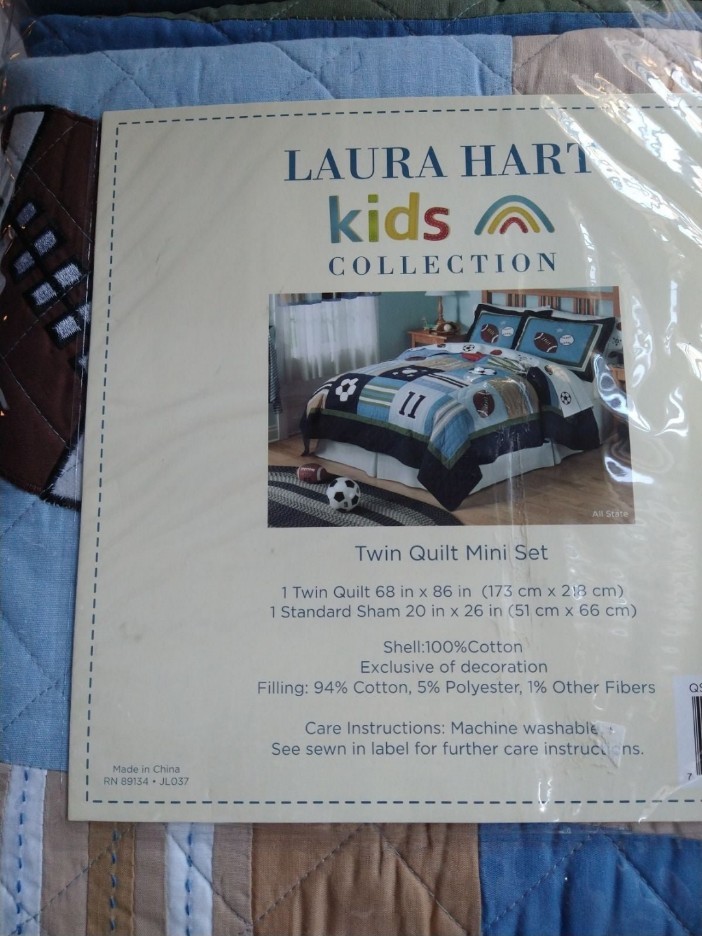 LAURA HART
kids
COLLECTION
11
All State
Twin Quilt Mini Set
1 Twin Quilt 68 in x 86 in (173 cm x 218 cm)
1 Standard Sham 20 in x 26 in (51 cm x 66 cm)
Shell:100%Cotton
Exclusive of decoration
Filling: 94% Cotton, 5% Polyester, 1% Other Fibers
Care Instructions: Machine washable.
See sewn in label for further care instructions.
Made in China
RN 89134 • JL037
7